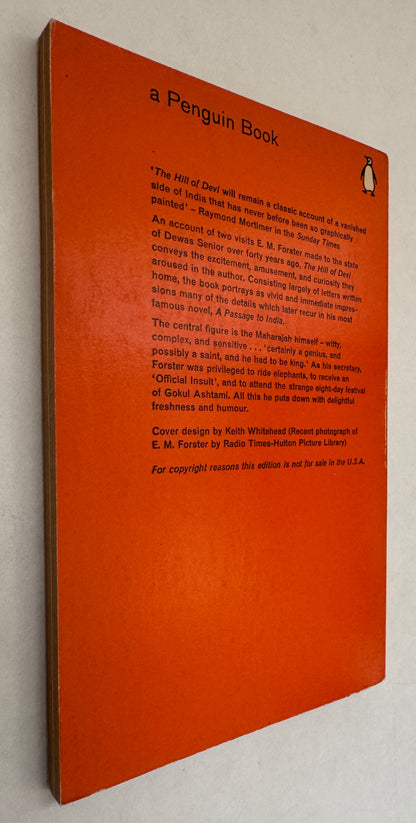 a Penguin Book
'The Hill of Devi will remain a classic account of a vanished
side of India that has never before been so graphically
painted' – Raymond Mortimer in the Sunday Times
An account of two visits E. M. Forster made to the state
of Dewas Senior over forty years ago, The Hill of Devi
conveys the excitement, amusement, and curiosity they
aroused in the author. Consisting largely of letters written
home, the book portrays as vivid and immediate impres-
sions many of the details which later recur in his most
famous novel, A Passage to India.
The central figure is the Maharajah himself – witty,
complex, and sensitive . . . 'certainly a genius, and
possibly a saint, and he had to be king.' As his secretary,
Forster was privileged to ride elephants, to receive an
'Official Insult', and to attend the strange eight-day festival
of Gokul Ashtami. All this he puts down with delightful
freshness and humour.
Cover design by Keith Whitehead (Recent photograph of
E. M. Forster by Radio Times-Hulton Picture Library)
For copyright reasons this edition is not for sale in the U.S.A.